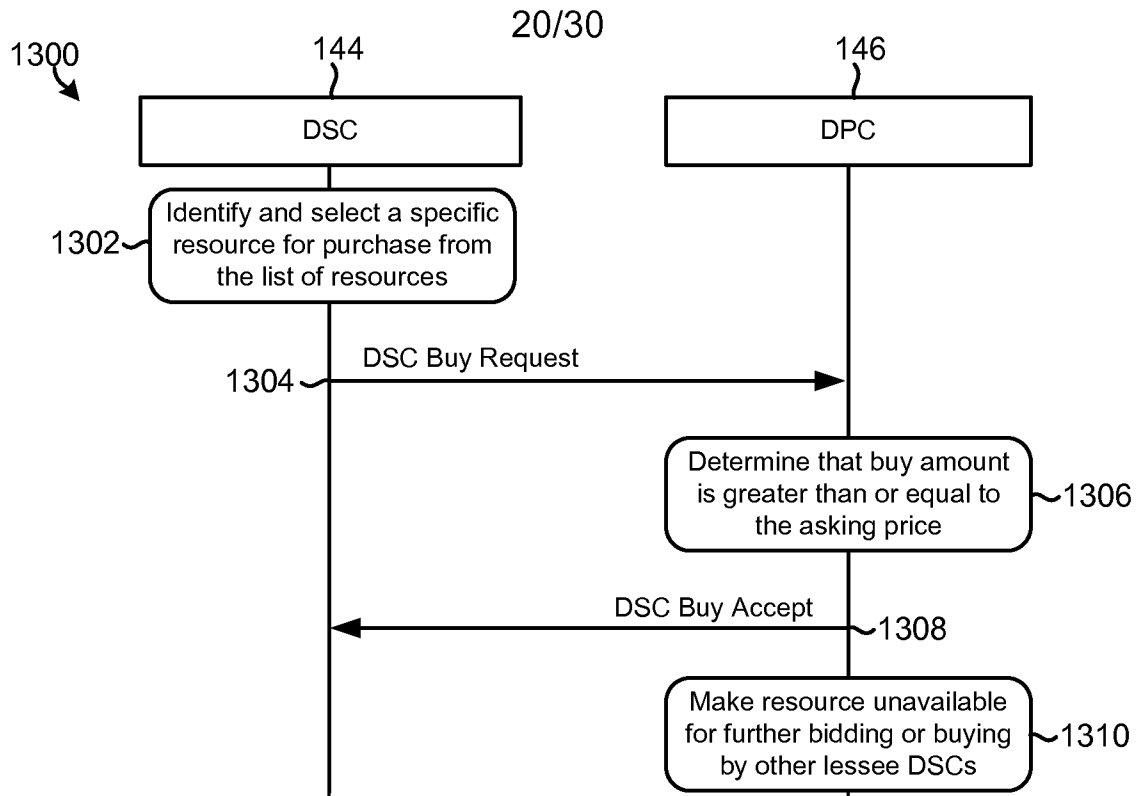 20/30
1300
144
146
DSC
DPC
Identify and select a specific
resource for purchase from
the list of resources
1302
DSC Buy Request
1304
Determine that buy amount
is greater than or equal to
the asking price
1306
DSC Buy Accept
1308
Make resource unavailable
for further bidding or buying
by other lessee DSCs
1310